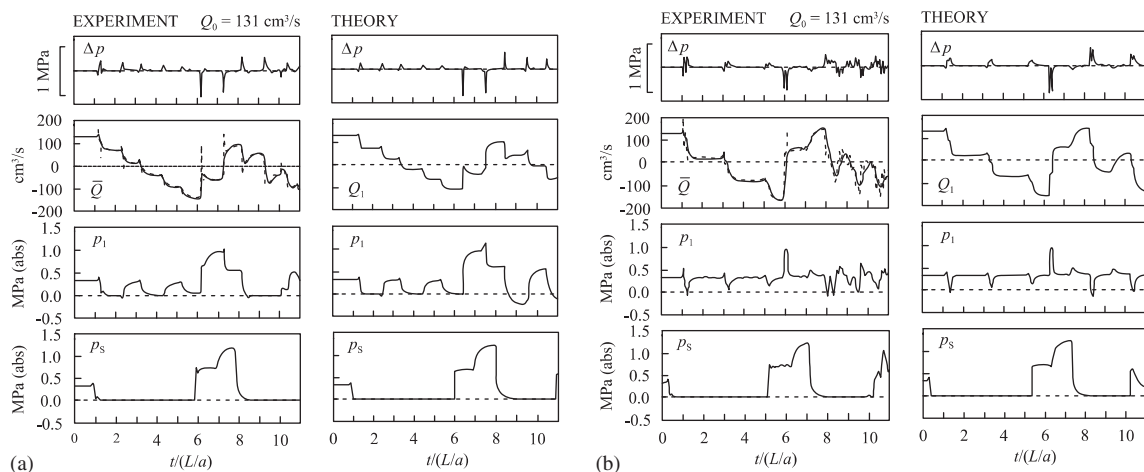 EXPERIMENT Q₀ = 131 cm³/s THEORY
Δp
Δp
1 MPa
cm³/s
200
100
0
-100
200
Q̄
Q₁
MPa (abs)
1.5
1.0
0.5
0.0
-0.5
p₁
p₁
MPa (abs)
1.5
1.0
0.5
0.0
-0.5
pS
pS
0 2 4 6 8 10
0 2 4 6 8 10
t/(L/a)
t/(L/a)
(a)
EXPERIMENT Q₀ = 131 cm³/s THEORY
Δp
Δp
1 MPa
cm³/s
200
100
0
-100
200
Q̄
Q₁
MPa (abs)
1.5
1.0
0.5
0.0
-0.5
p₁
p₁
MPa (abs)
1.5
1.0
0.5
0.0
-0.5
pS
pS
0 2 4 6 8 10
0 2 4 6 8 10
t/(L/a)
t/(L/a)
(b)